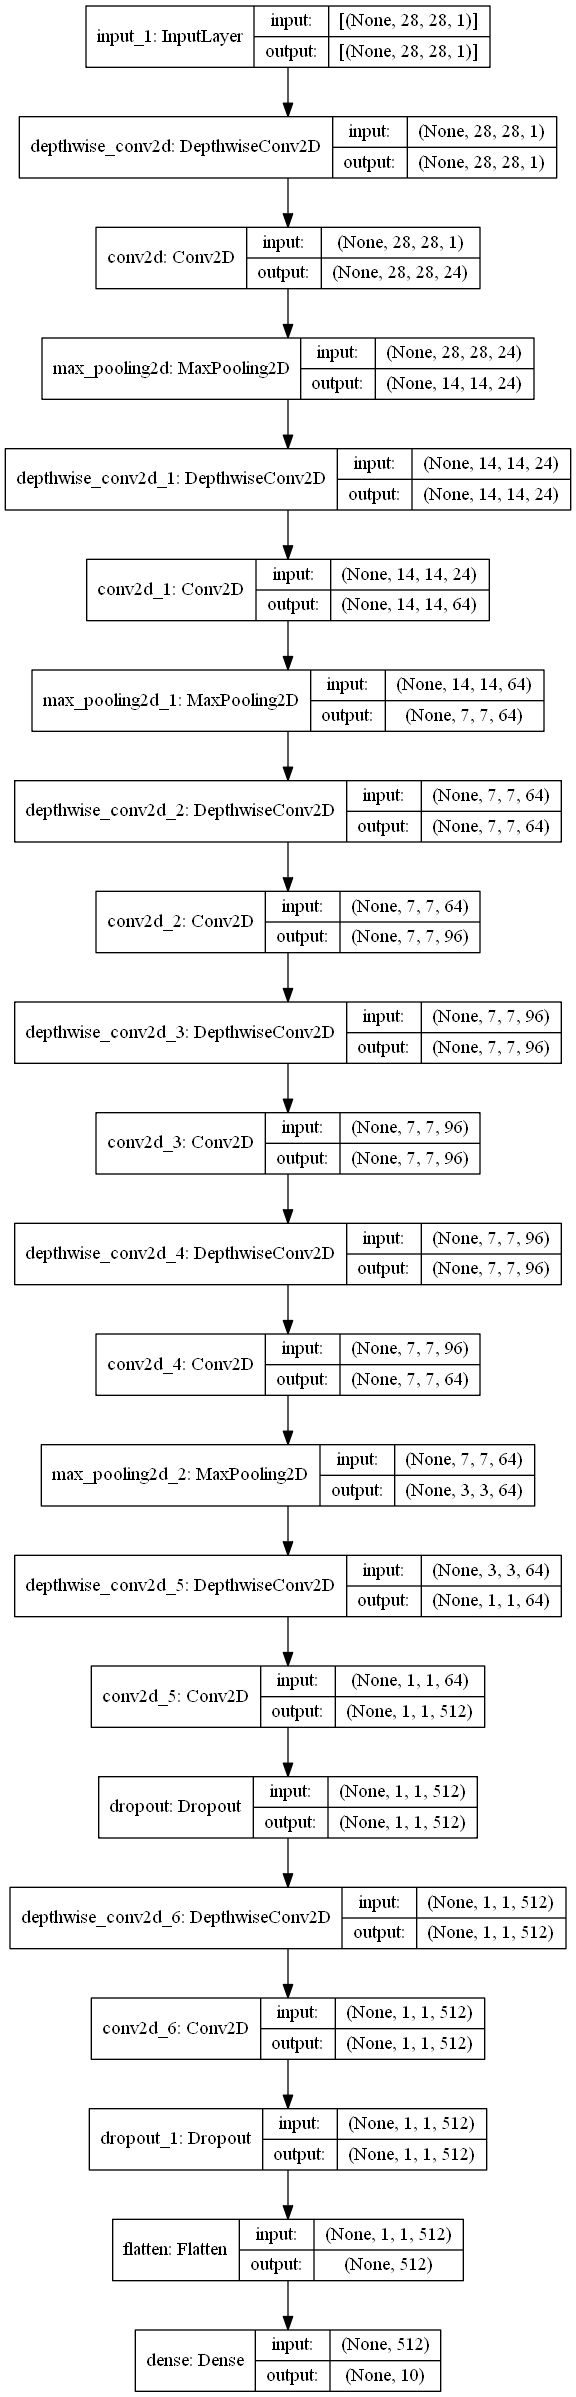 input_1: InputLayer
input:
[(None, 28, 28, 1)]
output:
[(None, 28, 28, 1)]
depthwise_conv2d: DepthwiseConv2D
input:
(None, 28, 28, 1)
output:
(None, 28, 28, 1)
conv2d: Conv2D
input:
(None, 28, 28, 1)
output:
(None, 28, 28, 24)
max_pooling2d: MaxPooling2D
input:
(None, 28, 28, 24)
output:
(None, 14, 14, 24)
depthwise_conv2d_1: DepthwiseConv2D
input:
(None, 14, 14, 24)
output:
(None, 14, 14, 24)
conv2d_1: Conv2D
input:
(None, 14, 14, 24)
output:
(None, 14, 14, 64)
max_pooling2d_1: MaxPooling2D
input:
(None, 14, 14, 64)
output:
(None, 7, 7, 64)
depthwise_conv2d_2: DepthwiseConv2D
input:
(None, 7, 7, 64)
output:
(None, 7, 7, 64)
conv2d_2: Conv2D
input:
(None, 7, 7, 64)
output:
(None, 7, 7, 96)
depthwise_conv2d_3: DepthwiseConv2D
input:
(None, 7, 7, 96)
output:
(None, 7, 7, 96)
conv2d_3: Conv2D
input:
(None, 7, 7, 96)
output:
(None, 7, 7, 96)
depthwise_conv2d_4: DepthwiseConv2D
input:
(None, 7, 7, 96)
output:
(None, 7, 7, 96)
conv2d_4: Conv2D
input:
(None, 7, 7, 96)
output:
(None, 7, 7, 64)
max_pooling2d_2: MaxPooling2D
input:
(None, 7, 7, 64)
output:
(None, 3, 3, 64)
depthwise_conv2d_5: DepthwiseConv2D
input:
(None, 3, 3, 64)
output:
(None, 1, 1, 64)
conv2d_5: Conv2D
input:
(None, 1, 1, 64)
output:
(None, 1, 1, 512)
dropout: Dropout
input:
(None, 1, 1, 512)
output:
(None, 1, 1, 512)
depthwise_conv2d_6: DepthwiseConv2D
input:
(None, 1, 1, 512)
output:
(None, 1, 1, 512)
conv2d_6: Conv2D
input:
(None, 1, 1, 512)
output:
(None, 1, 1, 512)
dropout_1: Dropout
input:
(None, 1, 1, 512)
output:
(None, 1, 1, 512)
flatten: Flatten
input:
(None, 1, 1, 512)
output:
(None, 512)
dense: Dense
input:
(None, 512)
output:
(None, 10)